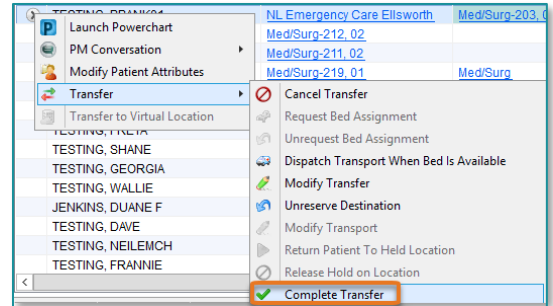 TESTING, PRANK01 NL Emergency Care Ellsworth Med/Surg-203, 0
Launch Powerchart Med/Surg-212, 02
PM Conversation Med/Surg-211, 02
Modify Patient Attributes Med/Surg-219, 01 Med/Surg
Transfer Cancel Transfer
Transfer to Virtual Location Request Bed Assignment
TESTING, FREYA Unrequest Bed Assignment
TESTING, SHANE Dispatch Transport When Bed Is Available
TESTING, GEORGIA Modify Transfer
TESTING, WALLIE Unreserve Destination
JENKINS, DUANE F Modify Transport
TESTING, DAVE Return Patient To Held Location
TESTING, NEILEMCH Release Hold on Location
TESTING, FRANNIE Complete Transfer